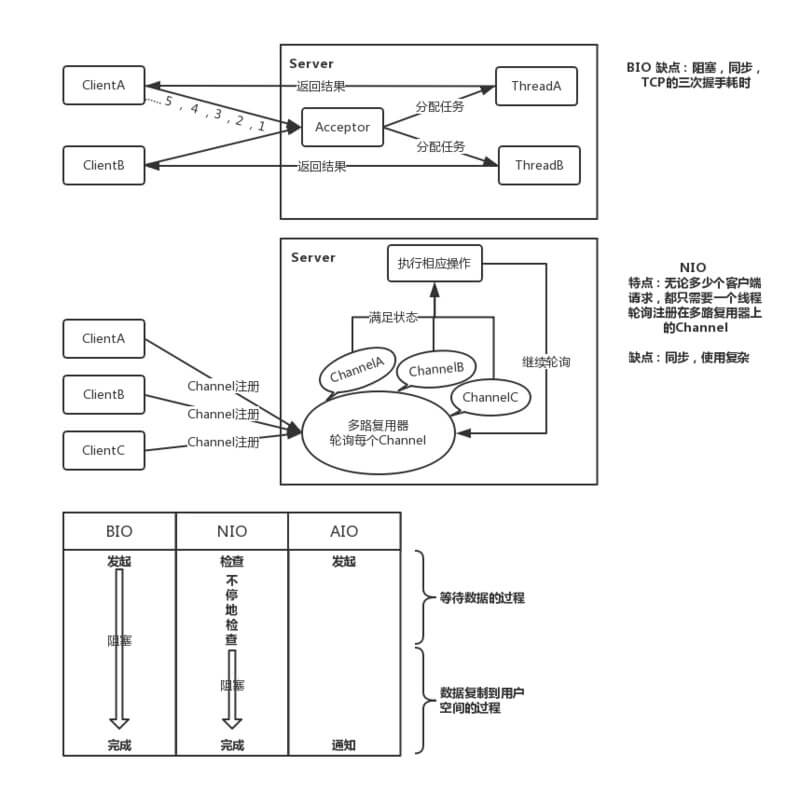 Server
ClientA
返回结果
ThreadA
BIO 缺点：阻塞，同步，
TCP的三次握手耗时
5，4，3，2，1
分配任务
Acceptor
分配任务
ClientB
返回结果
ThreadB
Server
执行相应操作
NIO
特点：无论多少个客户端
请求，都只需要一个线程
轮询注册在多路复用器上
的Channel
缺点：同步，使用复杂
满足状态
ClientA
ClientB
ClientC
Channel注册
Channel注册
Channel注册
ChannelA
ChannelB
ChannelC
继续轮询
多路复用器
轮询每个Channel
BIO
NIO
AIO
发起
检查
发起
不
停
地
检
查
阻塞
阻塞
完成
完成
通知
等待数据的过程
数据复制到用户
空间的过程